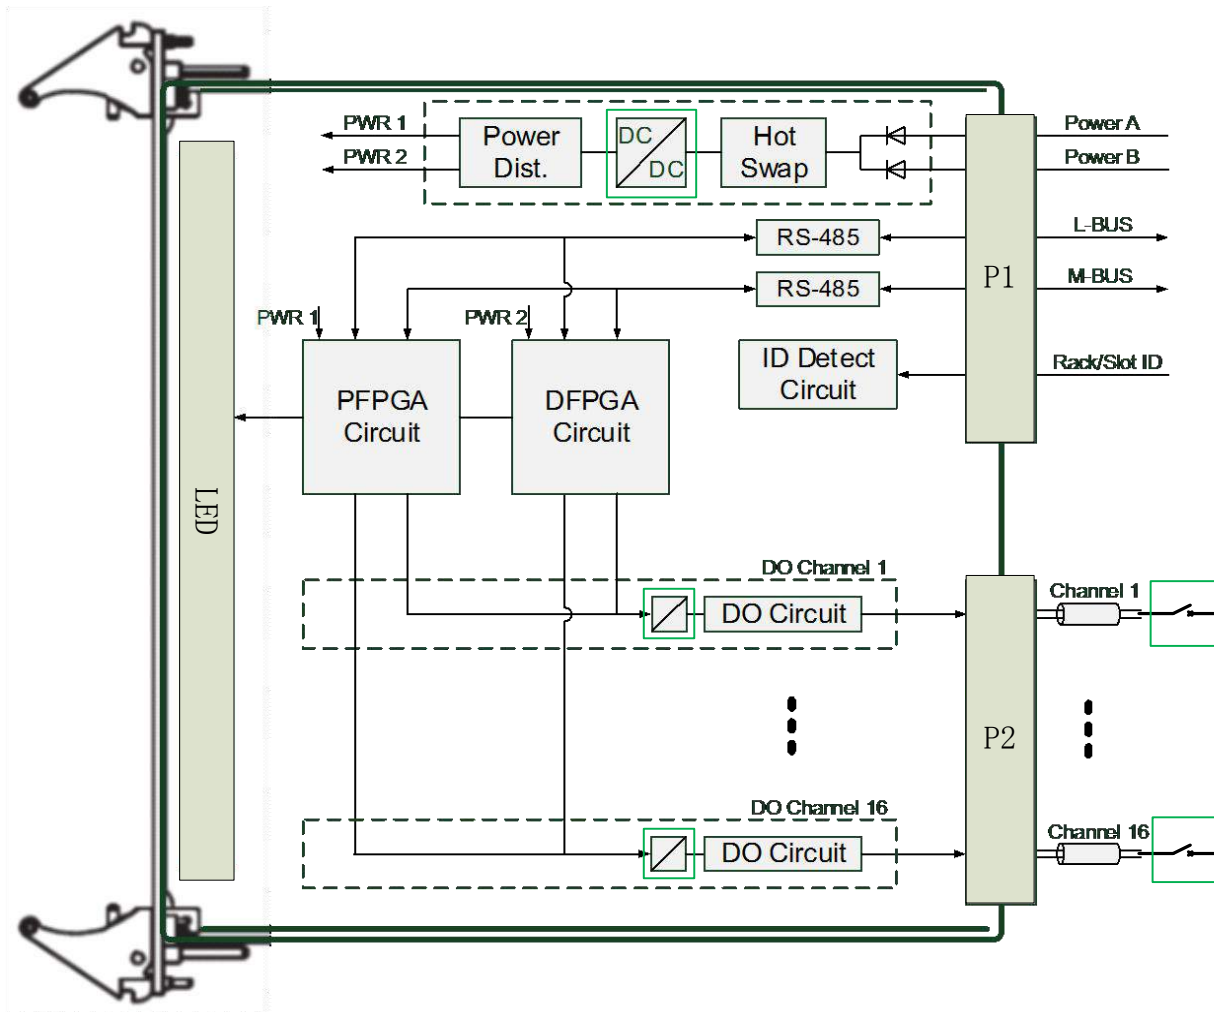 PWR 1
PWR 2
Power
Dist.
DC
DC
Hot
Swap
Power A
Power B
RS-485
L-BUS
RS-485
M-BUS
P1
PWR 1
PWR 2
ID Detect
Circuit
Rack/Slot ID
PFPGA
Circuit
DFPGA
Circuit
LED
DO Channel 1
DO Circuit
Channel 1
P2
DO Channel 16
DO Circuit
Channel 16